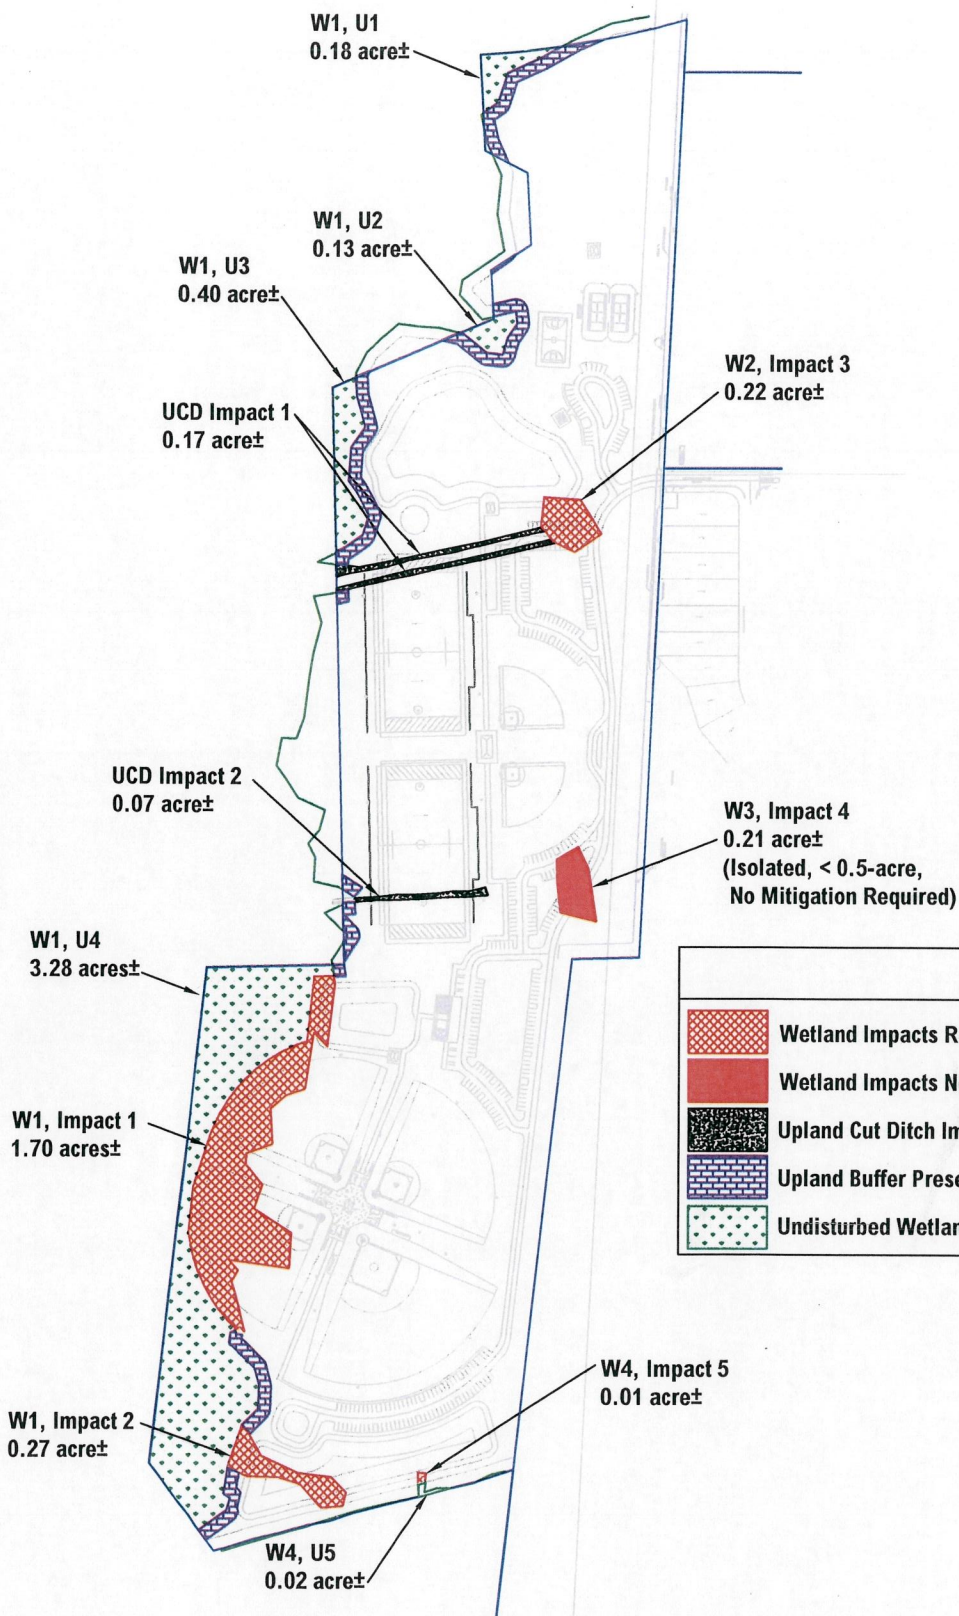 W1, U1
0.18 acre±
W1, U2
0.13 acre±
W1, U3
0.40 acre±
W2, Impact 3
0.22 acre±
UCD Impact 1
0.17 acre±
UCD Impact 2
0.07 acre±
W3, Impact 4
0.21 acre±
(Isolated, < 0.5-acre,
No Mitigation Required)
W1, U4
3.28 acres±
Wetland Impacts R
Wetland Impacts N
Upland Cut Ditch Im
Upland Buffer Prese
Undisturbed Wetlan
W1, Impact 1
1.70 acres±
W4, Impact 5
0.01 acre±
W1, Impact 2
0.27 acre±
W4, U5
0.02 acre±